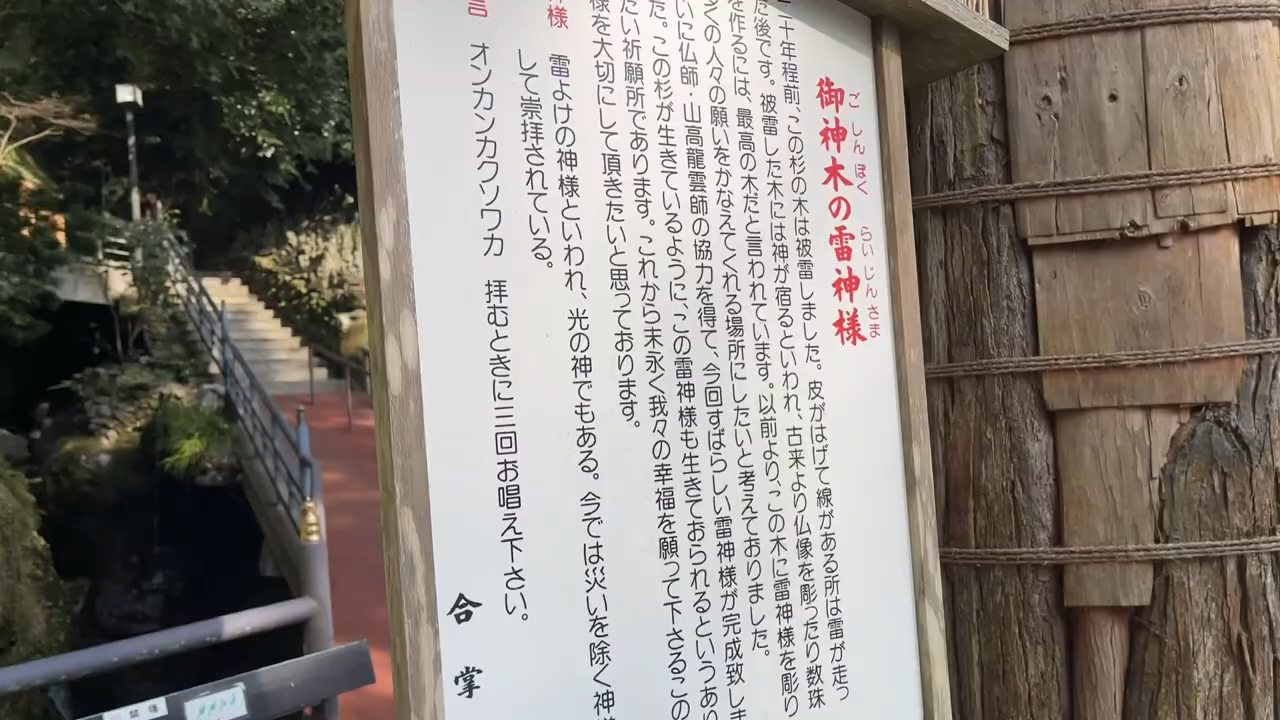 御神木の雷神様
ごしんぼく らいじんさま
二十年程前、この杉の木は被雷しました。皮がはげて線がある所は雷が走っ
た後です。被雷した木には神が宿るといわれ、古来より仏像を彫ったり数珠
を作るには、最高の木だと言われています。以前より、この木に雷神様を彫り
多くの人々の願いをかなえてくれる場所にしたいと考えておりました。
いに仏師・山高龍雲師の協力を得て、今回すばらしい雷神様が完成致しま
た。この杉が生きているように、この雷神様も生きておられるというあり
たい祈願所であります。これから末永く我々の幸福を願って下さるこの
様を大切にして頂きたいと思っております。
様 雷よけの神様といわれ、光の神でもある。今では災いを除く神様
して崇拝されている。
言 オンカンカクソワカ 拝むときに三回お唱え下さい。
合掌